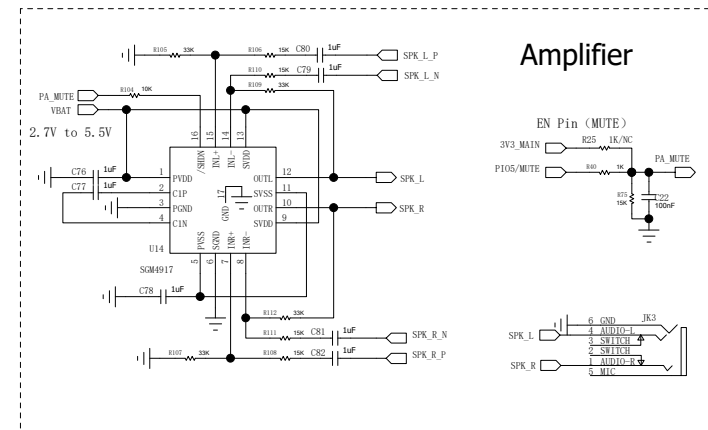 Amplifier
R105 33K
R106 15K C80 1uF SPK_L_P
R110 15K C79 1uF SPK_L_N
R109 33K
PA_MUTE R104 10K
VBAT
2.7V to 5.5V
16 15 14 13
/SHDN INL+ INL- SVDD
C76 1uF 1 PVDD OUTL 12 SPK_L
C77 1uF 2 C1P SVSS 11
3 PGND OUTR 10 SPK_R
4 C1N SVDD 9
17 GND
U14
PVSS SGND INR+ INR-
5 6 7 8
SGM4917
C78 1uF
R112 33K
R111 15K C81 1uF SPK_R_N
R107 33K R108 15K C82 1uF SPK_R_P
EN Pin（MUTE）
3V3_MAIN R25 1K/NC
PIO5/MUTE R40 1K PA_MUTE
R75 15K
C22 100nF
JK3
6 GND
SPK_L 4 AUDIO-L
3 SWITCH
2 SWITCH
SPK_R 1 AUDIO-R
5 MIC